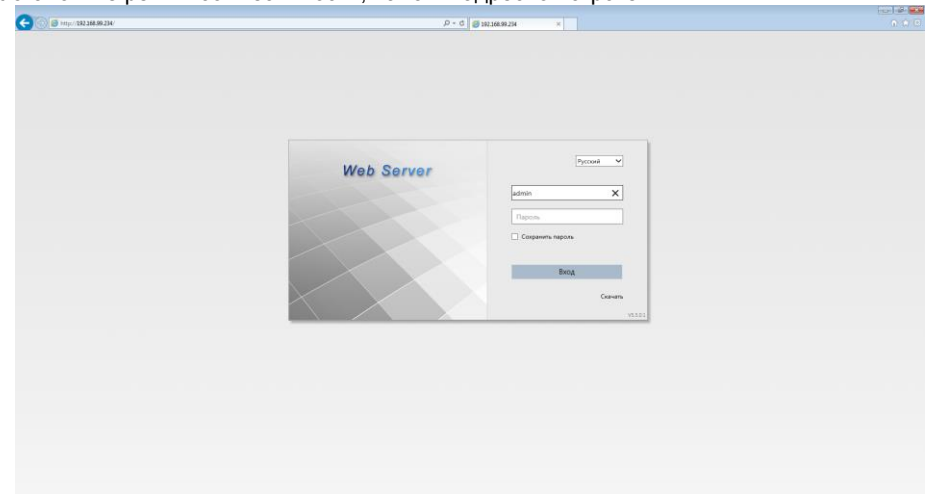 http://192.168.99.234/
192.168.99.234
Web Server
Русский
admin
Пароль
Сохранить пароль
Вход
Скачать